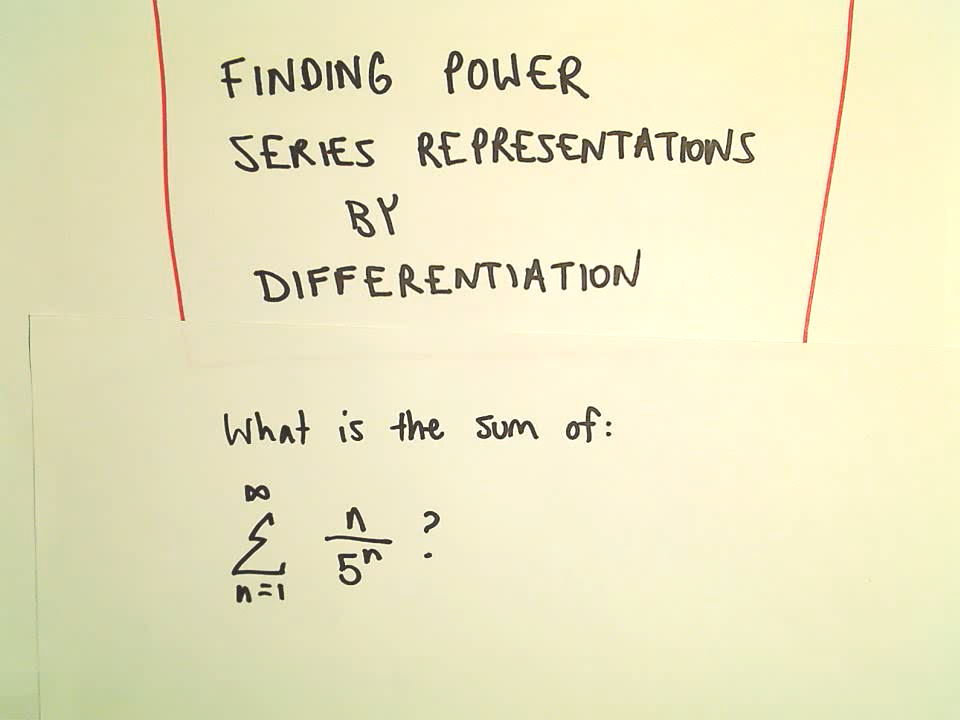 FINDING POWER
SERIES REPRESENTATIONS
BY
DIFFERENTIATION
What is the sum of:
∞
∑ n/5ⁿ ?
n=1